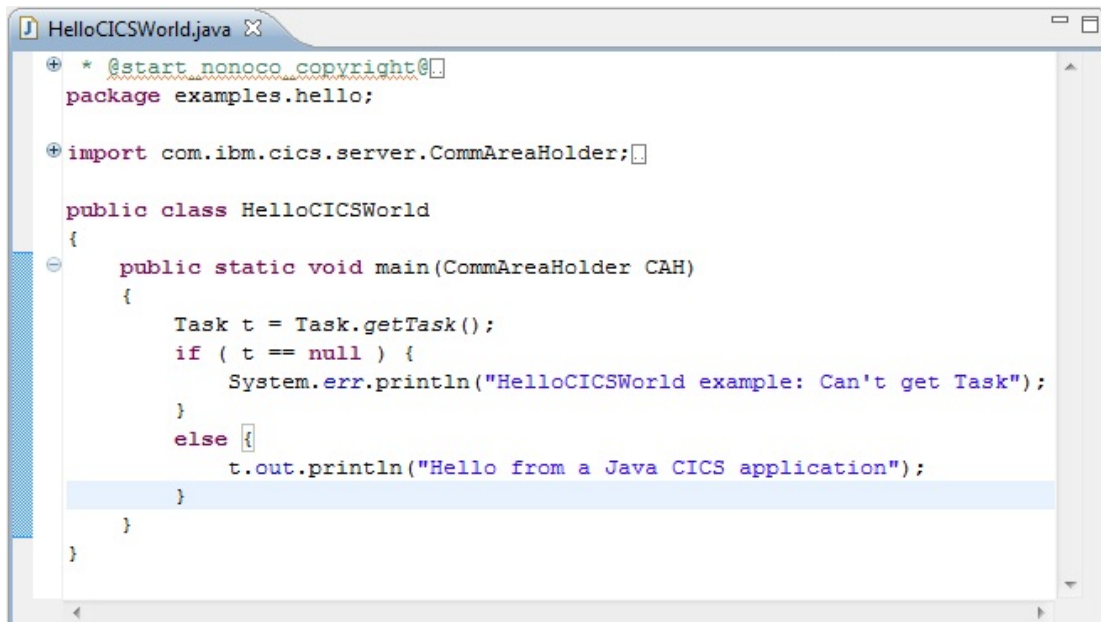 HelloCICSWorld.java
* @start_nonoco_copyright@
package examples.hello;
import com.ibm.cics.server.CommAreaHolder;
public class HelloCICSWorld
{
public static void main(CommAreaHolder CAH)
{
Task t = Task.getTask();
if ( t == null ) {
System.err.println("HelloCICSWorld example: Can't get Task");
}
else {
t.out.println("Hello from a Java CICS application");
}
}
}